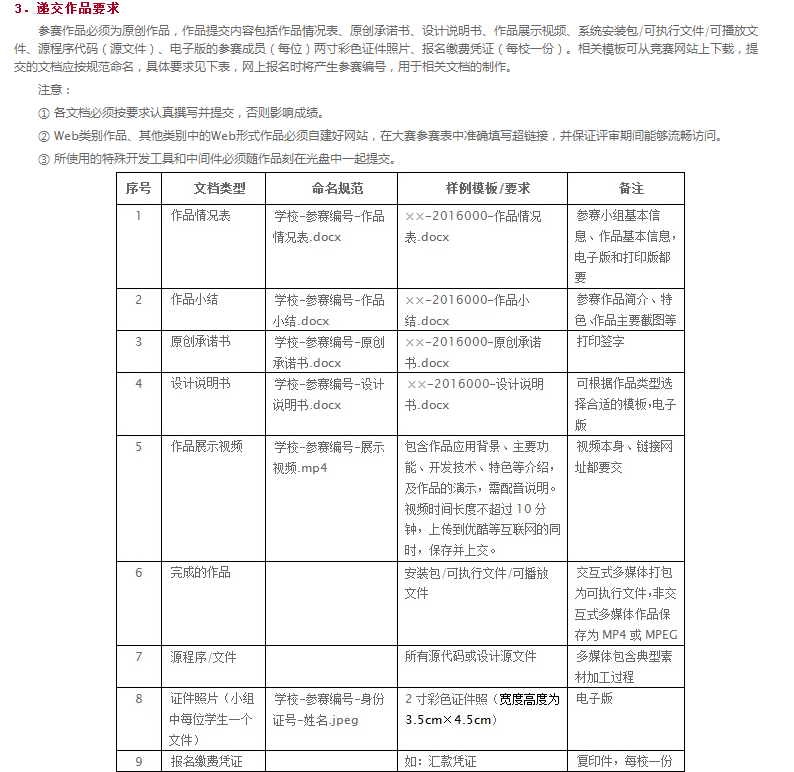 3．递交作品要求
参赛作品必须为原创作品，作品提交内容包括作品情况表、原创承诺书、设计说明书、作品展示视频、系统安装包/可执行文件/可播放文
件、源程序代码（源文件）、电子版的参赛成员（每位）两寸彩色证件照片、报名缴费凭证（每校一份）。相关模板可从竞赛网站上下载，提
交的文档应按规范命名，具体要求见下表，网上报名时将产生参赛编号，用于相关文档的制作。
注意：
① 各文档必须按要求认真撰写并提交，否则影响成绩。
② Web类别作品、其他类别中的Web形式作品必须自建好网站，在大赛参赛表中准确填写超链接，并保证评审期间能够流畅访问。
③ 所使用的特殊开发工具和中间件必须随作品刻在光盘中一起提交。
序号 文档类型 命名规范 样例模板/要求 备注
1 作品情况表 学校-参赛编号-作品 ××-2016000-作品情况 参赛小组基本信
情况表.docx 表.docx 息、作品基本信息，
电子版和打印版都
要
2 作品小结 学校-参赛编号-作品 ××-2016000-作品小 参赛作品简介、特
小结.docx 结.docx 色、作品主要截图等
3 原创承诺书 学校-参赛编号-原创 ××-2016000-原创承诺 打印签字
承诺书.docx 书.docx
4 设计说明书 学校-参赛编号-设计 ××-2016000-设计说明 可根据作品类型选
说明书.docx 书.docx 择合适的模板，电子
版
5 作品展示视频 学校-参赛编号-展示 包含作品应用背景、主要功 视频本身、链接网
视频.mp4 能、开发技术、特色等介绍， 址都要交
及作品的演示，需配音说明。
视频时间长度不超过 10 分
钟，上传到优酷等互联网的同
时，保存并上交。
6 完成的作品 安装包/可执行文件/可播放 交互式多媒体打包
文件 为可执行文件，非交
互式多媒体作品保
存为 MP4 或 MPEG
7 源程序/文件 所有源代码或设计源文件 多媒体包含典型素
材加工过程
8 证件照片（小组 学校-参赛编号-身份 2 寸彩色证件照（宽度高度为 电子版
中每位学生一个 证号-姓名.jpeg 3.5cm×4.5cm）
文件）
9 报名缴费凭证 如：汇款凭证 复印件，每校一份